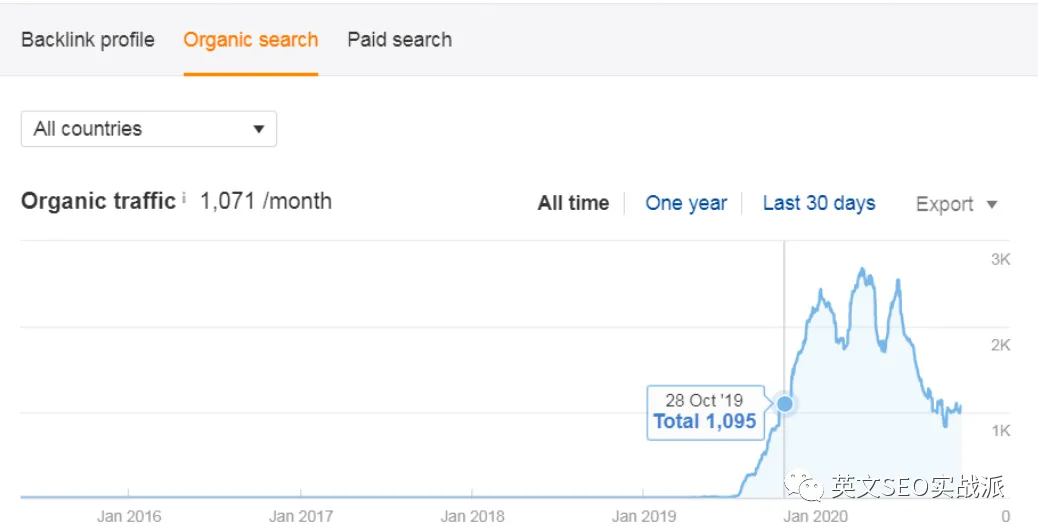 Backlink profile Organic search Paid search
All countries
Organic traffic i 1,071 /month All time One year Last 30 days Export
3K
2K
28 Oct '19
Total 1,095
1K
英文SEO实战派
Jan 2016 Jan 2017 Jan 2018 Jan 2019 Jan 2020 0